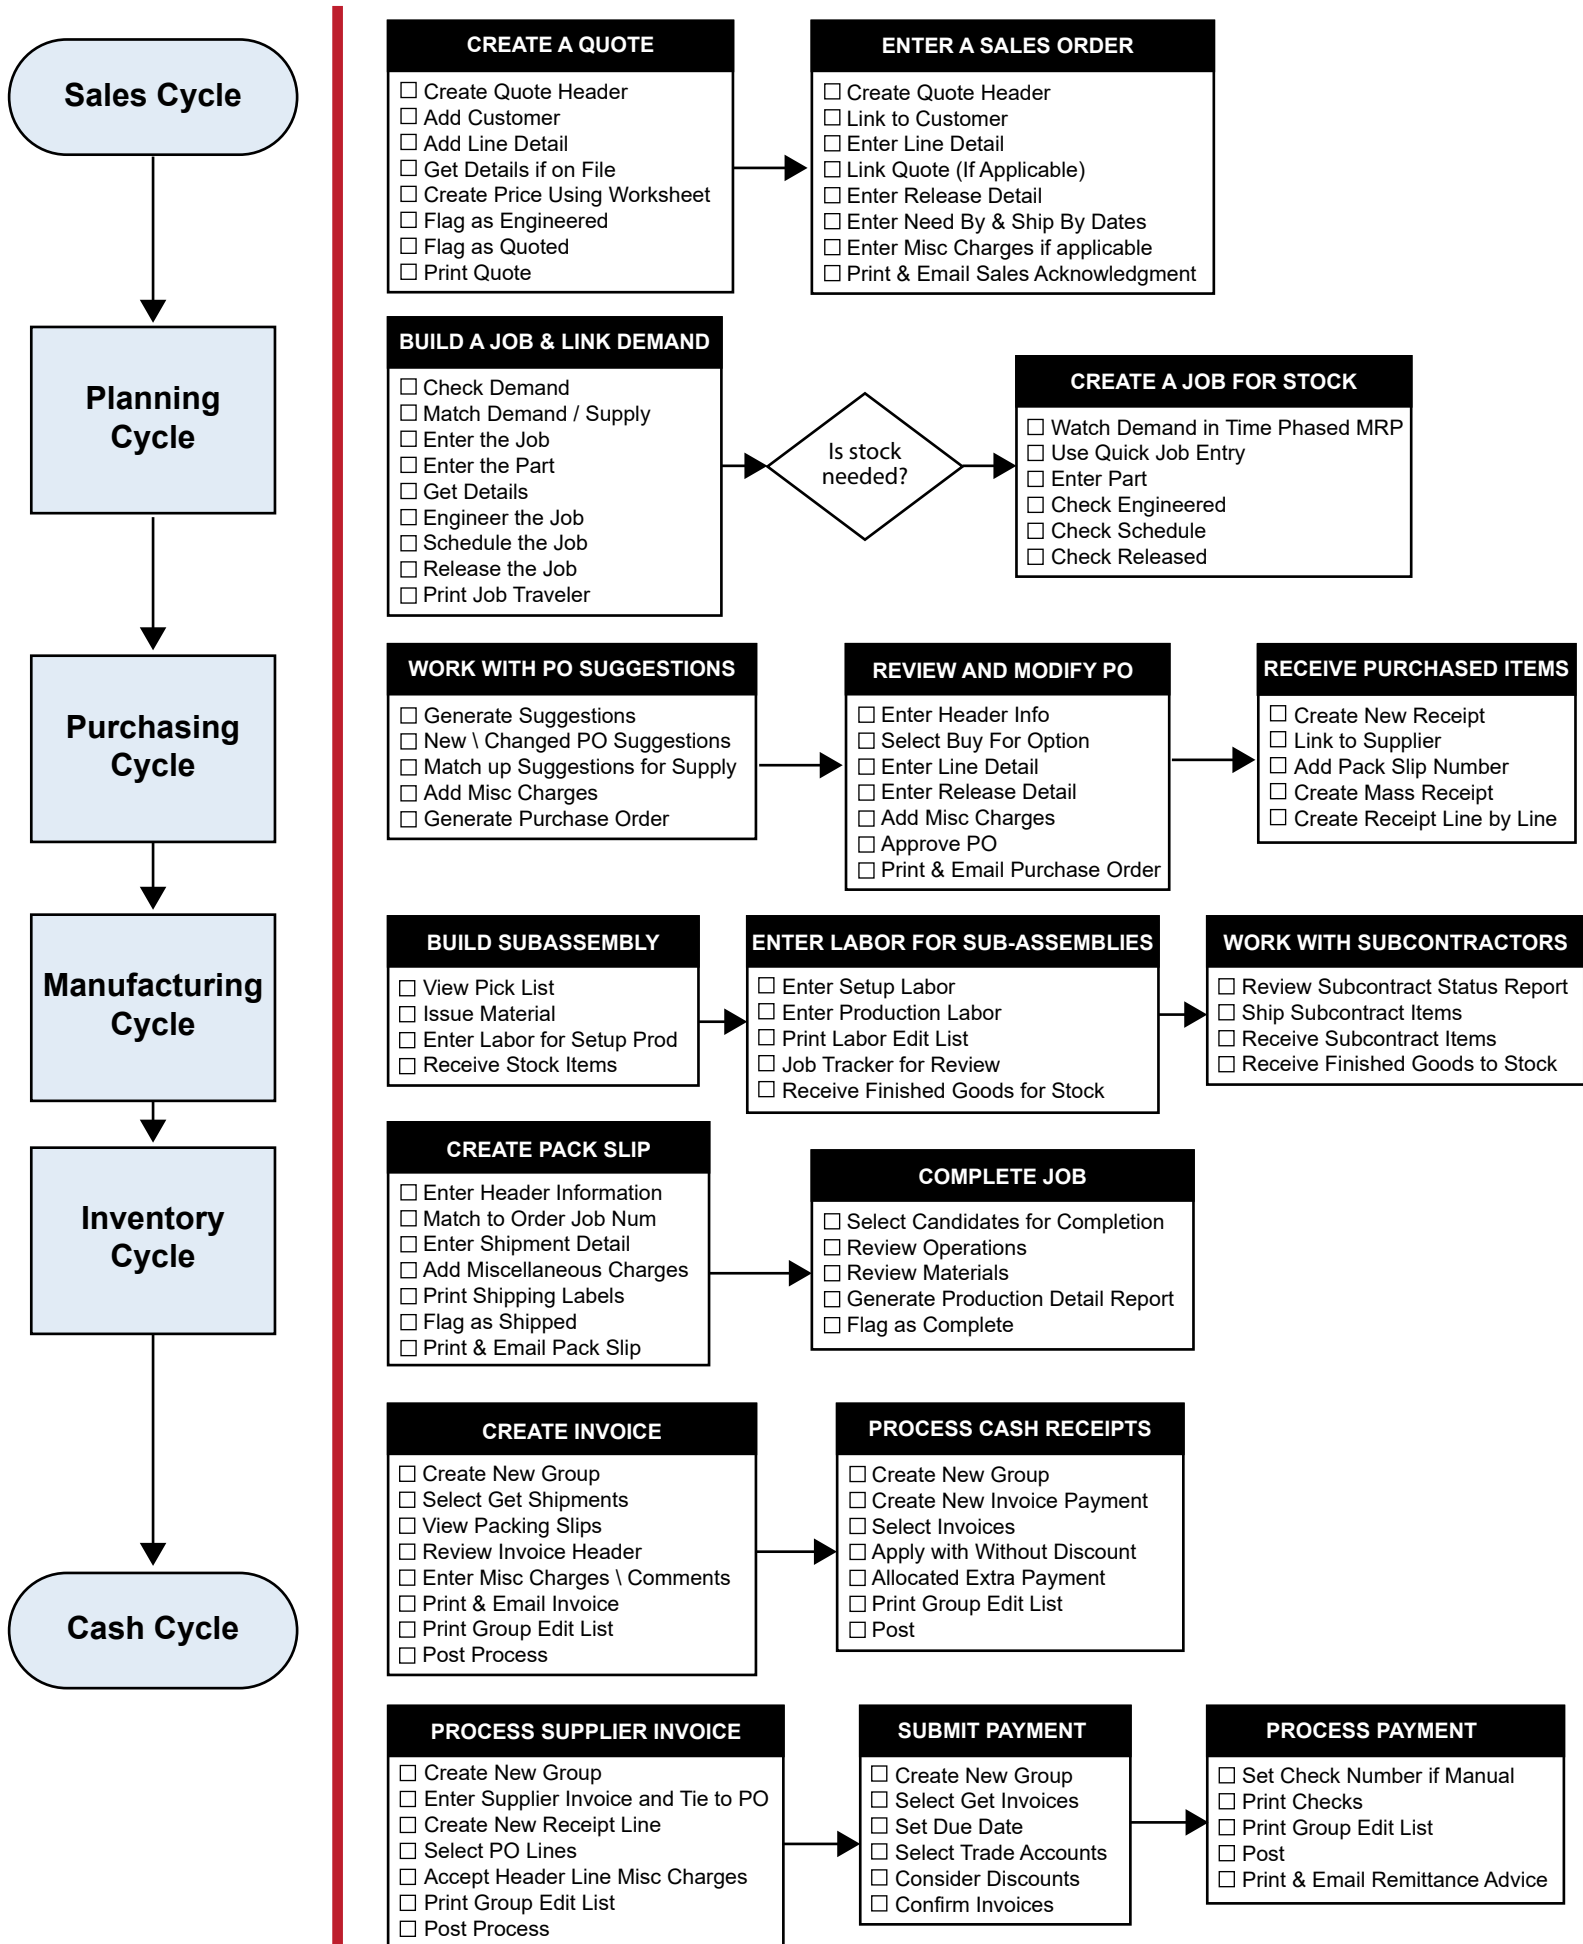 Sales Cycle
CREATE A QUOTE
Create Quote Header
Add Customer
Add Line Detail
Get Details if on File
Create Price Using Worksheet
Flag as Engineered
Flag as Quoted
Print Quote
ENTER A SALES ORDER
Create Quote Header
Link to Customer
Enter Line Detail
Link Quote (If Applicable)
Enter Release Detail
Enter Need By & Ship By Dates
Enter Misc Charges if applicable
Print & Email Sales Acknowledgment
Planning
Cycle
BUILD A JOB & LINK DEMAND
Check Demand
Match Demand / Supply
Enter the Job
Enter the Part
Get Details
Engineer the Job
Schedule the Job
Release the Job
Print Job Traveler
Is stock
needed?
CREATE A JOB FOR STOCK
Watch Demand in Time Phased MRP
Use Quick Job Entry
Enter Part
Check Engineered
Check Schedule
Check Released
Purchasing
Cycle
WORK WITH PO SUGGESTIONS
Generate Suggestions
New \ Changed PO Suggestions
Match up Suggestions for Supply
Add Misc Charges
Generate Purchase Order
REVIEW AND MODIFY PO
Enter Header Info
Select Buy For Option
Enter Line Detail
Enter Release Detail
Add Misc Charges
Approve PO
Print & Email Purchase Order
RECEIVE PURCHASED ITEMS
Create New Receipt
Link to Supplier
Add Pack Slip Number
Create Mass Receipt
Create Receipt Line by Line
Manufacturing
Cycle
BUILD SUBASSEMBLY
View Pick List
Issue Material
Enter Labor for Setup Prod
Receive Stock Items
ENTER LABOR FOR SUB-ASSEMBLIES
Enter Setup Labor
Enter Production Labor
Print Labor Edit List
Job Tracker for Review
Receive Finished Goods for Stock
WORK WITH SUBCONTRACTORS
Review Subcontract Status Report
Ship Subcontract Items
Receive Subcontract Items
Receive Finished Goods to Stock
Inventory
Cycle
CREATE PACK SLIP
Enter Header Information
Match to Order Job Num
Enter Shipment Detail
Add Miscellaneous Charges
Print Shipping Labels
Flag as Shipped
Print & Email Pack Slip
COMPLETE JOB
Select Candidates for Completion
Review Operations
Review Materials
Generate Production Detail Report
Flag as Complete
Cash Cycle
CREATE INVOICE
Create New Group
Select Get Shipments
View Packing Slips
Review Invoice Header
Enter Misc Charges \ Comments
Print & Email Invoice
Print Group Edit List
Post Process
PROCESS CASH RECEIPTS
Create New Group
Create New Invoice Payment
Select Invoices
Apply with Without Discount
Allocated Extra Payment
Print Group Edit List
Post
PROCESS SUPPLIER INVOICE
Create New Group
Enter Supplier Invoice and Tie to PO
Create New Receipt Line
Select PO Lines
Accept Header Line Misc Charges
Print Group Edit List
Post Process
SUBMIT PAYMENT
Create New Group
Select Get Invoices
Set Due Date
Select Trade Accounts
Consider Discounts
Confirm Invoices
PROCESS PAYMENT
Set Check Number if Manual
Print Checks
Print Group Edit List
Post
Print & Email Remittance Advice